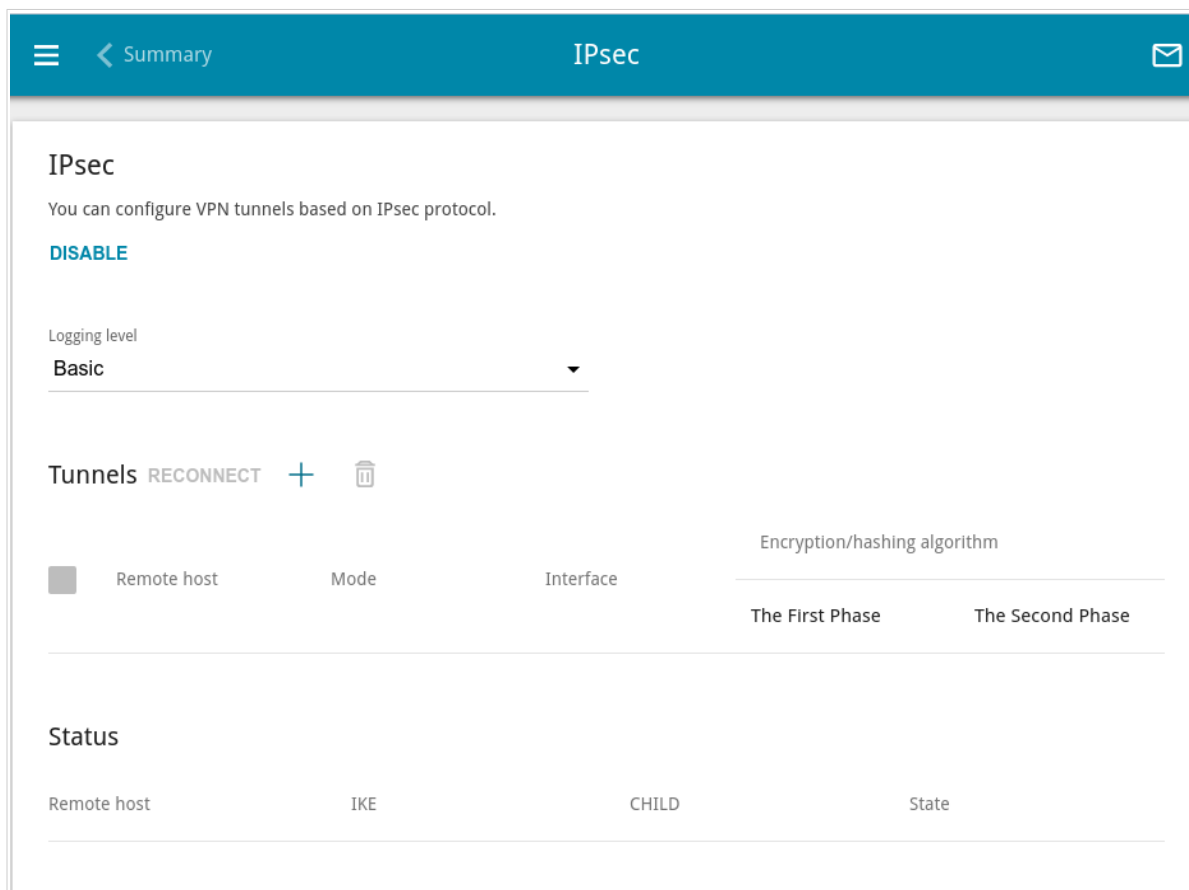 Summary
IPsec
IPsec
You can configure VPN tunnels based on IPsec protocol.
DISABLE
Logging level
Basic
Tunnels RECONNECT
Encryption/hashing algorithm
Remote host Mode Interface
The First Phase The Second Phase
Status
Remote host IKE CHILD State